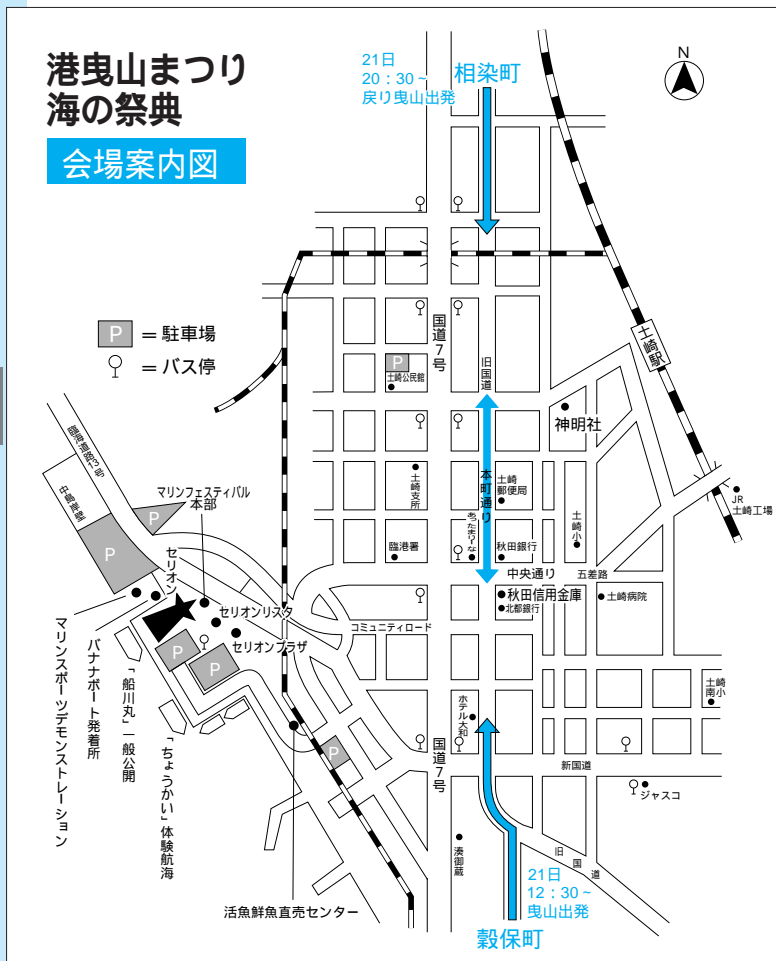 港曳山まつり
海の祭典
会場案内図
21日
20：30～
戻り曳山出発
相染町
N
P ＝駐車場
＝バス停
国道7号
旧国道
土崎駅
P
土崎公民館
神明社
臨海道路13号
中島岸壁
マリンフェスティバル
本部
P
P
セリオン
土崎支所
本町通り
土崎
郵便局
土崎小
JR
土崎工場
臨港署
あったまりーな
秋田銀行
中央通り
五差路
秋田信用金庫
北都銀行
土崎病院
セリオンリスタ
コミュニティロード
セリオンプラザ
P
P
マリンスポーツデモンストレーション
バナナボート発着所
「船川丸」一般公開
「ちょうかい」体験航海
土崎
南小
ホテル大和
国道7号
P
新国道
ジャスコ
湊御蔵
旧国道
21日
12：30～
曳山出発
活魚鮮魚直売センター
穀保町